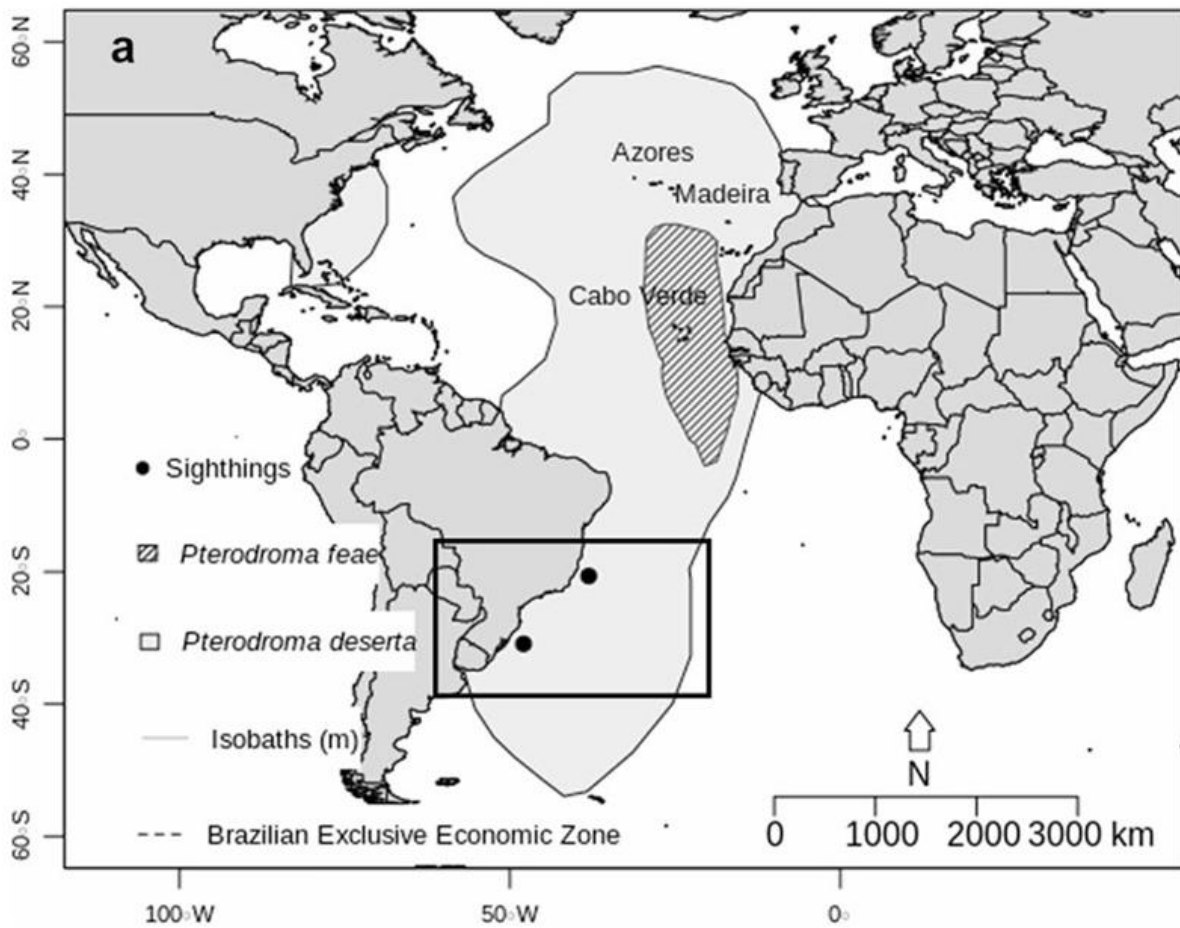 a
60°N
40°N
20°N
0°
20°S
40°S
60°S
Azores
Madeira
Cabo Verde
Sighthings
Pterodroma feae
Pterodroma deserta
Isobaths (m)
Brazilian Exclusive Economic Zone
N
0 1000 2000 3000 km
100°W 50°W 0°